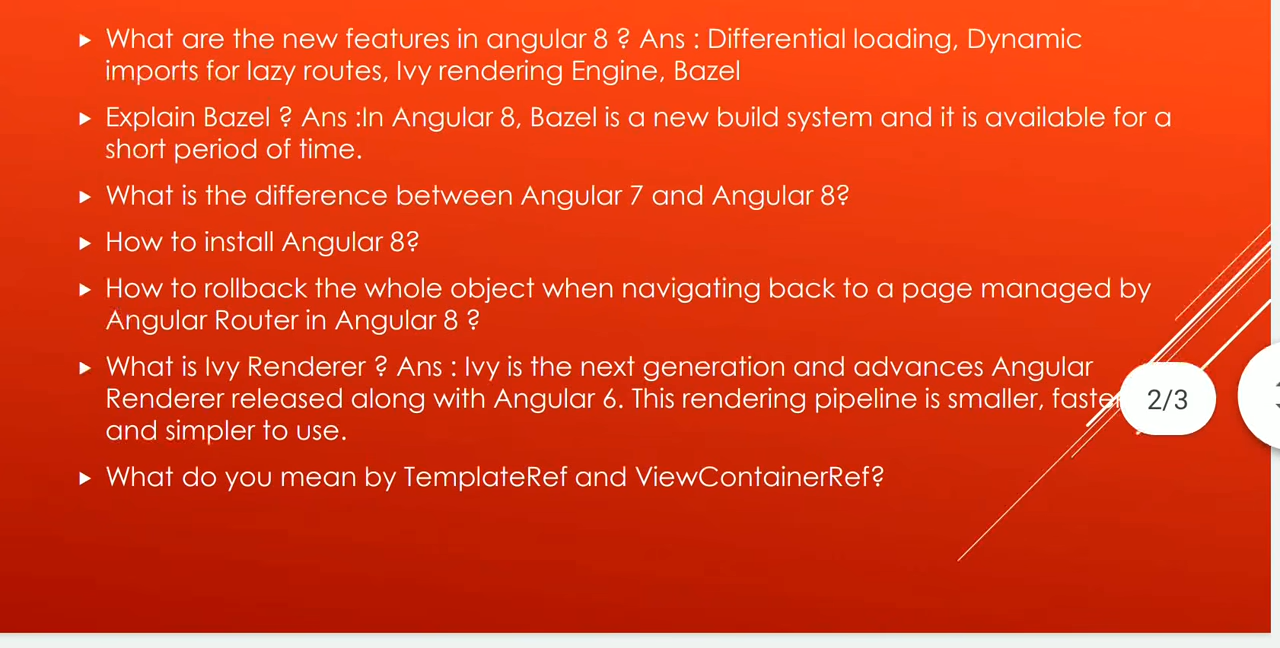 What are the new features in angular 8 ? Ans : Differential loading, Dynamic
imports for lazy routes, Ivy rendering Engine, Bazel
Explain Bazel ? Ans :In Angular 8, Bazel is a new build system and it is available for a
short period of time.
What is the difference between Angular 7 and Angular 8?
How to install Angular 8?
How to rollback the whole object when navigating back to a page managed by
Angular Router in Angular 8 ?
What is Ivy Renderer ? Ans : Ivy is the next generation and advances Angular
Renderer released along with Angular 6. This rendering pipeline is smaller, faster
and simpler to use.
2/3
What do you mean by TemplateRef and ViewContainerRef?